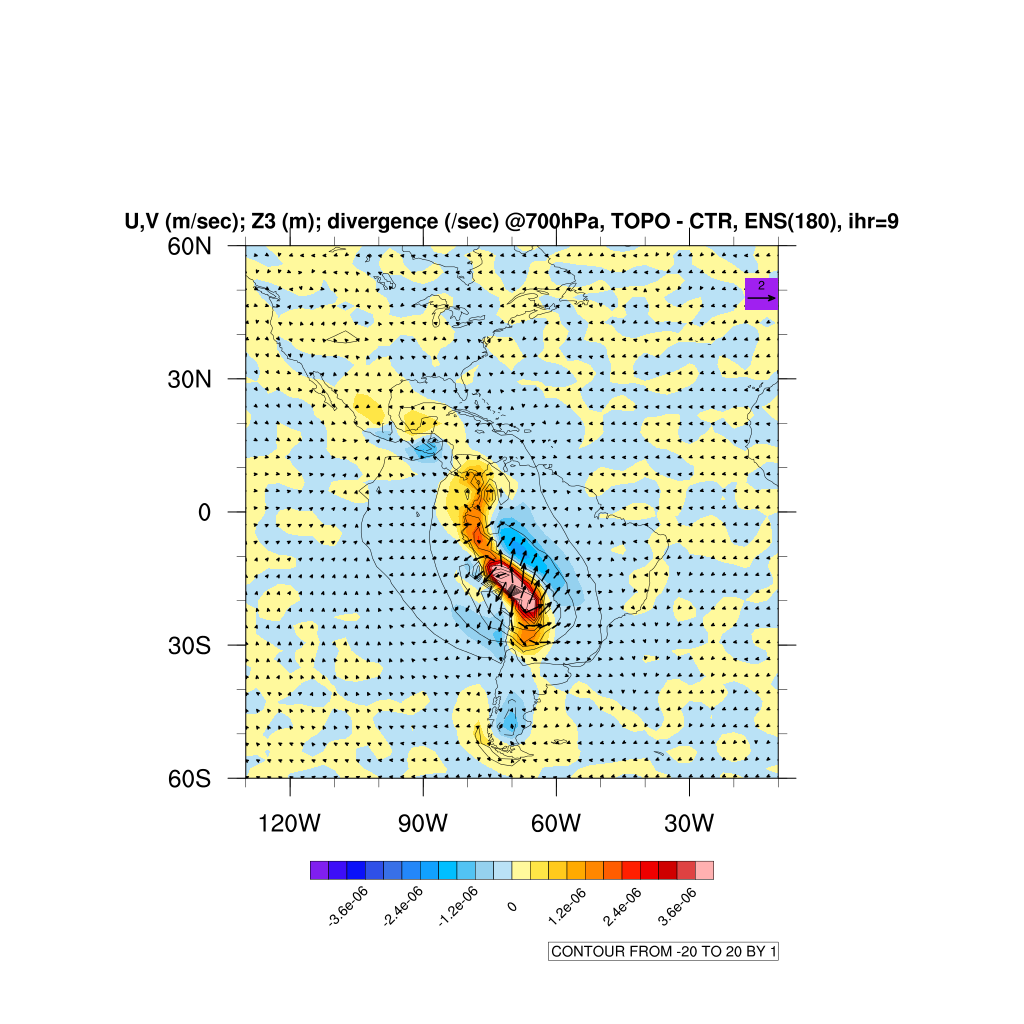 U,V (m/sec); Z3 (m); divergence (/sec) @700hPa, TOPO - CTR, ENS(180), ihr=9
60N
2
30N
0
30S
60S
120W 90W 60W 30W
-3.6e-06 -2.4e-06 -1.2e-06 0 1.2e-06 2.4e-06 3.6e-06
CONTOUR FROM -20 TO 20 BY 1